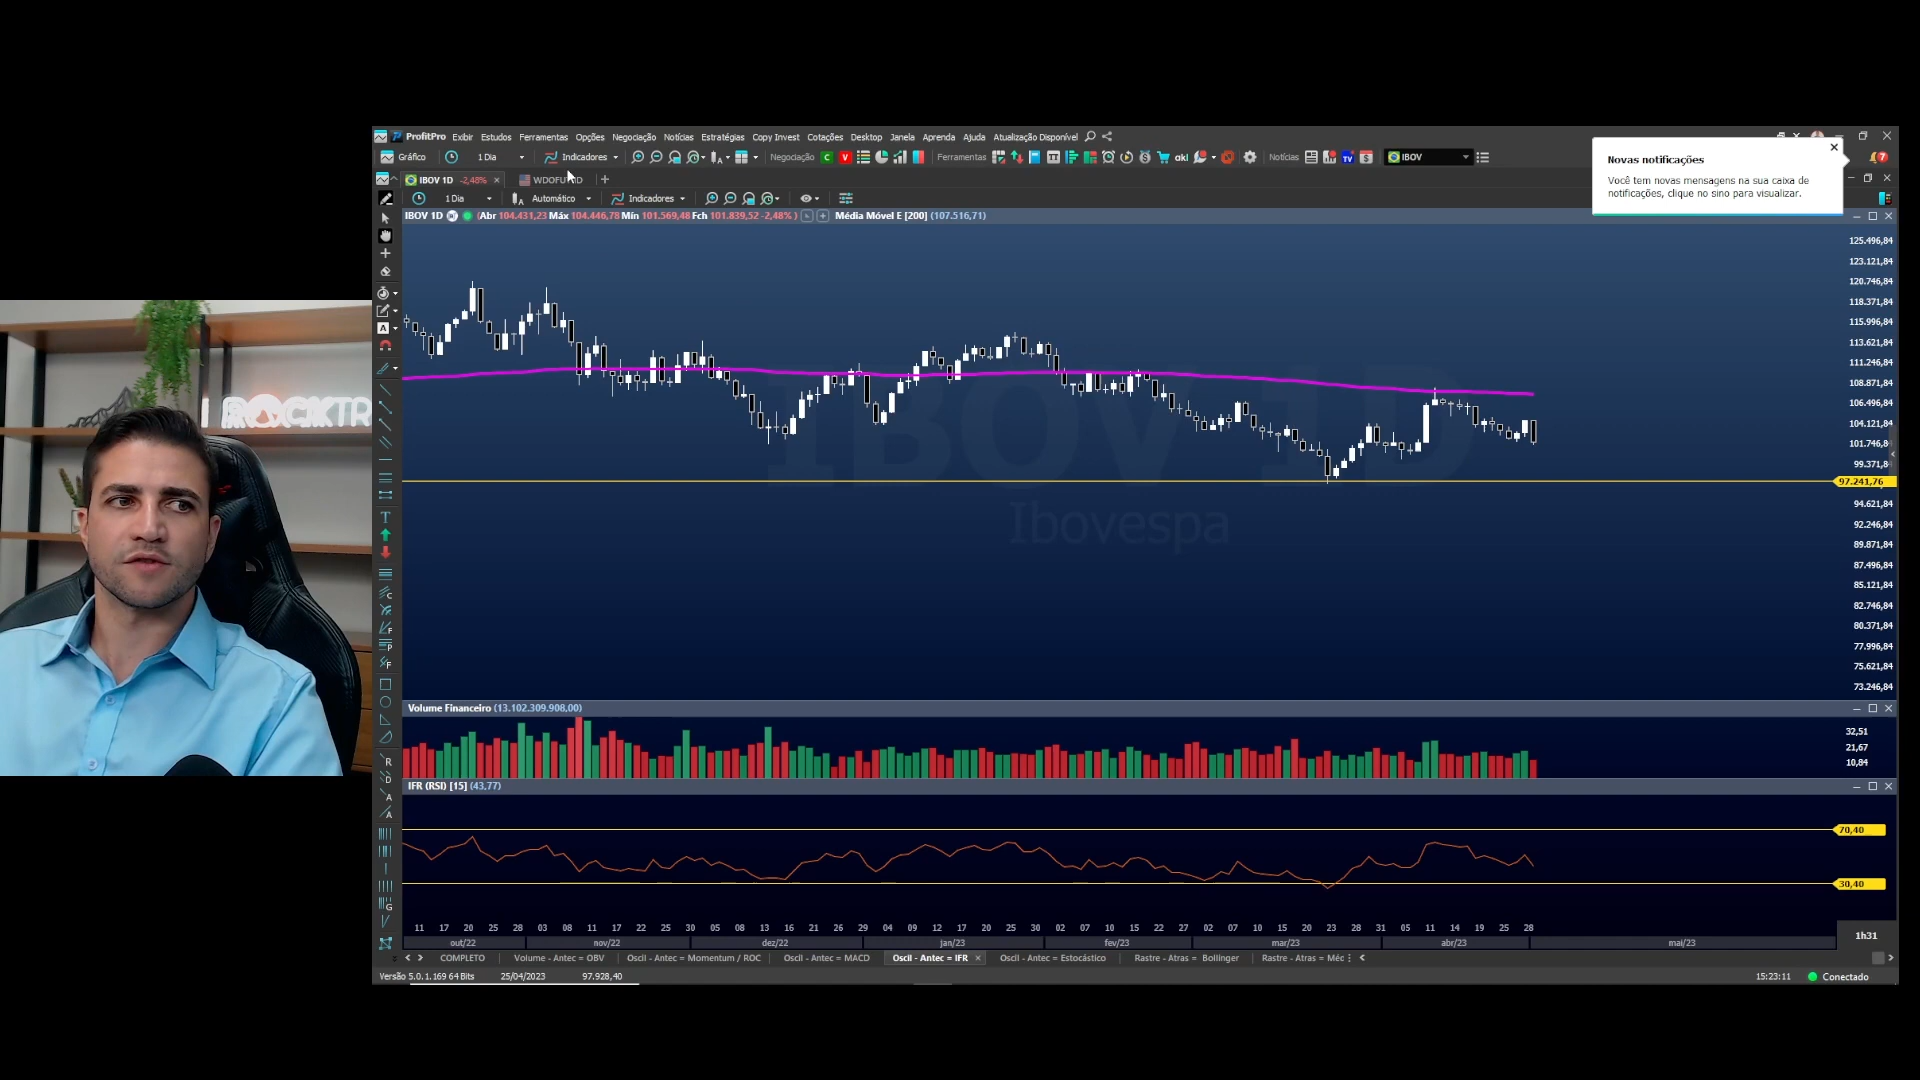 ProfitPro Exibir Estudos Ferramentas Opções Negociação Notícias Estratégias Copy Invest Cotações Desktop Janela Aprenda Ajuda Atualização Disponível
Gráfico 1 Dia Indicadores Negociação C V Ferramentas TV Notícias IBOV 7
Novas notificações
Você tem novas mensagens na sua caixa de
notificações, clique no sino para visualizar.
IBOV 1D -2,48%
1 Dia Automático Indicadores
IBOV 1D (Abr 104.431,23 Máx 104.446,78 Mín 101.569,48 Fch 101.839,52 -2,48% ) Média Móvel E [200] (107.516,71)
125.496,84
123.121,84
120.746,84
118.371,84
115.996,84
113.621,84
111.246,84
108.871,84
106.496,84
104.121,84
101.746,84
99.371,84
97.241,76
94.621,84
92.246,84
89.871,84
87.496,84
85.121,84
82.746,84
80.371,84
77.996,84
75.621,84
73.246,84
IBOV 1D
Ibovespa
ROCKTR
Volume Financeiro (13.102.309.908,00)
32,51
21,67
10,84
IFR (RSI) [15] (43,77)
70,40
30,40
11 17 20 25 28 03 08 11 17 22 25 30 05 08 13 16 21 26 29 04 09 12 17 20 25 30 02 07 10 15 22 27 02 07 10 15 20 23 28 31 05 11 14 19 25 28
out/22 nov/22 dez/22 jan/23 fev/23 mar/23 abr/23 mai/23
1h31
COMPLETO Volume - Antec = OBV Oscil - Antec = Momentum / ROC Oscil - Antec = MACD Oscil - Antec = IFR Oscil - Antec = Estocástico Rastre - Atras = Bollinger Rastre - Atras = Méc
Versão 5.0.1.169 64 Bits 25/04/2023 97.928,40 15:23:11 Conectado